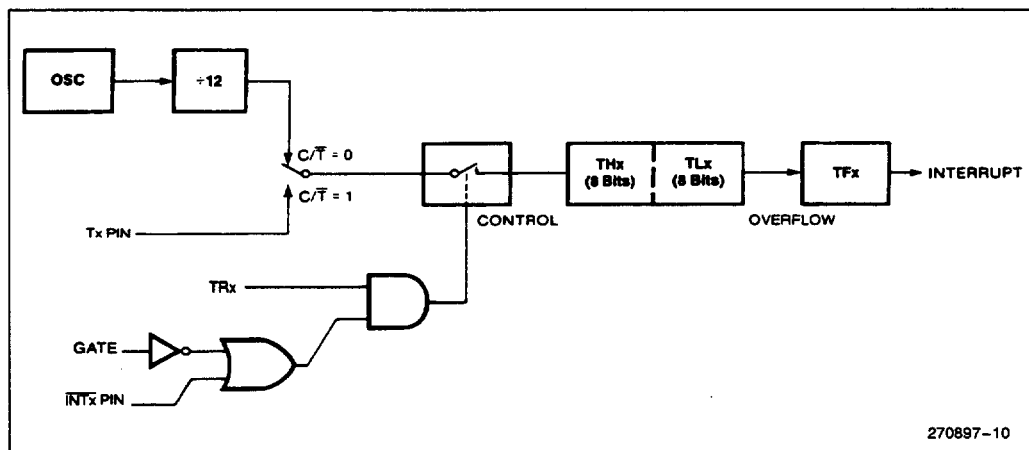 OSC
÷12
C/T̅ = 0
C/T̅ = 1
Tx PIN
CONTROL
THx
(8 Bits)
TLx
(8 Bits)
OVERFLOW
TFx
INTERRUPT
TRx
GATE
I̅N̅T̅x̅ PIN
270897-10